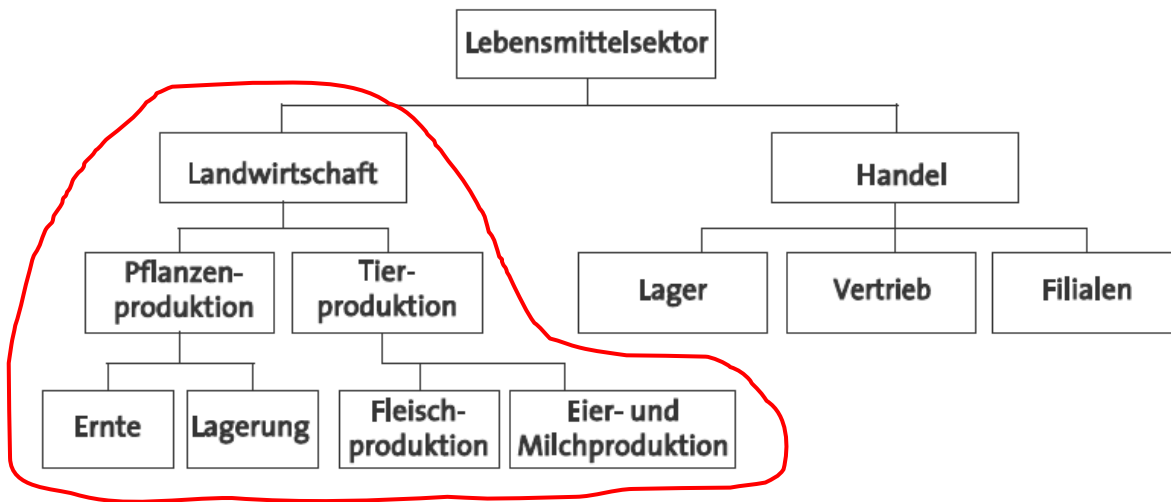 Lebensmittelsektor
Landwirtschaft
Handel
Pflanzen-
produktion
Tier-
produktion
Lager
Vertrieb
Filialen
Ernte
Lagerung
Fleisch-
produktion
Eier- und
Milchproduktion